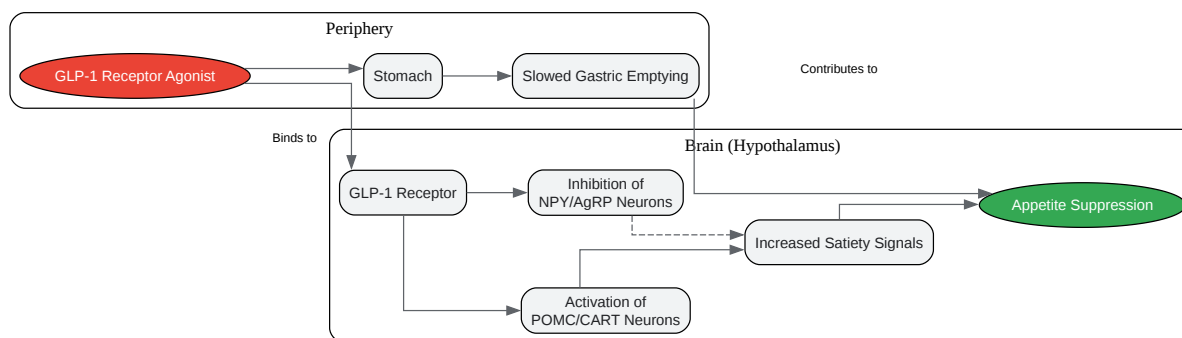 Periphery
GLP-1 Receptor Agonist
Stomach
Slowed Gastric Emptying
Contributes to
Binds to
Brain (Hypothalamus)
GLP-1 Receptor
Inhibition of
NPY/AgRP Neurons
Appetite Suppression
Increased Satiety Signals
Activation of
POMC/CART Neurons